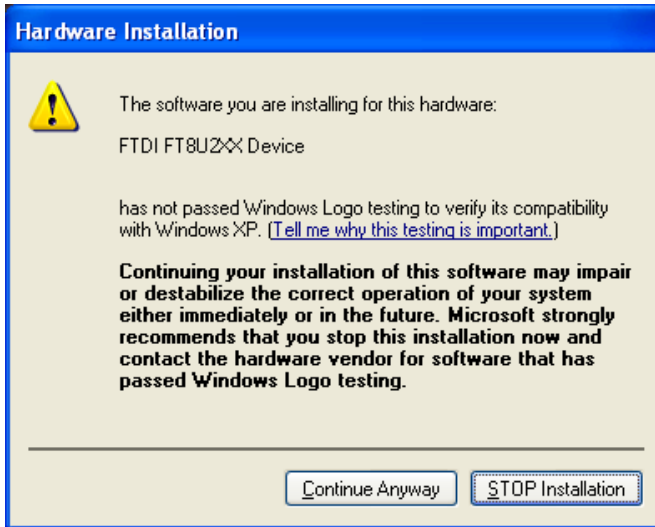 Hardware Installation
The software you are installing for this hardware:
FTDI FT8U2XX Device
has not passed Windows Logo testing to verify its compatibility
with Windows XP. (Tell me why this testing is important.)
Continuing your installation of this software may impair
or destabilize the correct operation of your system
either immediately or in the future. Microsoft strongly
recommends that you stop this installation now and
contact the hardware vendor for software that has
passed Windows Logo testing.
Continue Anyway
STOP Installation